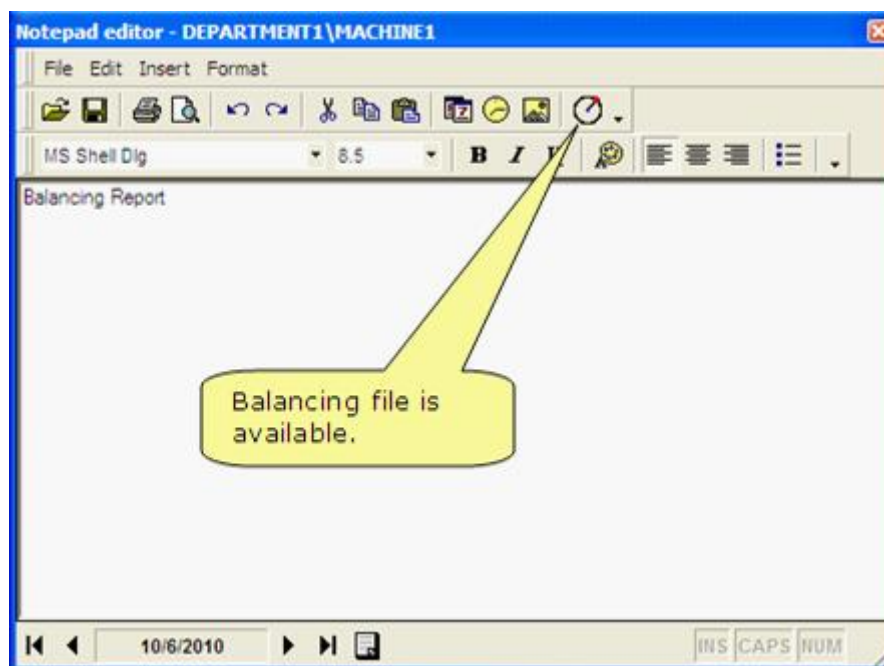 Notepad editor - DEPARTMENT1\MACHINE1
File Edit Insert Format
MS Shell Dlg 8.5 B I
Balancing Report
Balancing file is
available.
10/6/2010 INS CAPS NUM